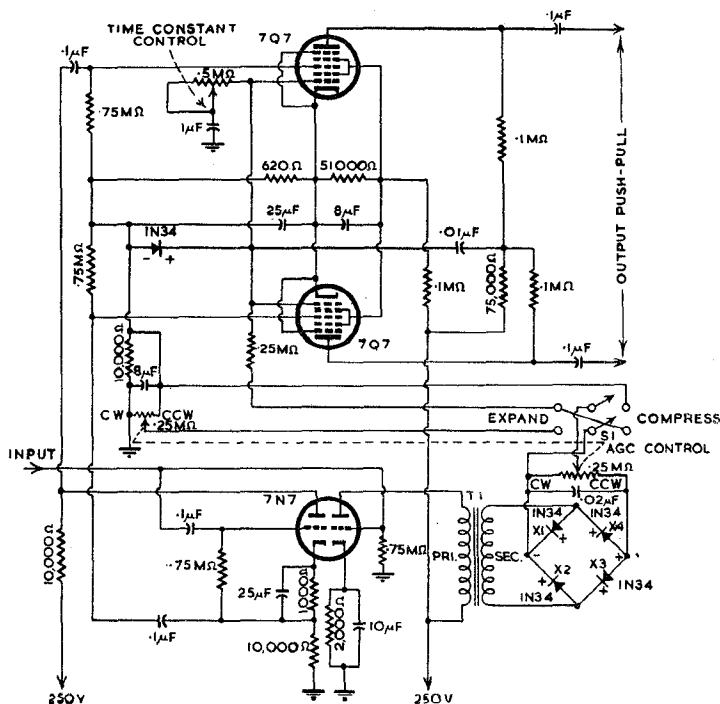 TIME CONSTANT
CONTROL
.1µF
7Q7
.1µF
.5MΩ
.75MΩ
1µF
.1MΩ
620Ω
51000Ω
25µF
8µF
1N34
- +
.01µF
OUTPUT PUSH-PULL
.75MΩ
.1MΩ
75,000Ω
.1MΩ
10,000Ω
.25MΩ
7Q7
.1µF
8µF
CW
CCW
.25MΩ
EXPAND
COMPRESS
S1
AGC CONTROL
INPUT
.25MΩ
CW
CCW
.02µF
7N7
T1
.1µF
1N34
1N34
X1
X4
+
+
10,000Ω
.75MΩ
.75MΩ
PRI.
SEC.
-
+
25µF
1000Ω
X2
X3
+
+
1N34
1N34
.1µF
10,000Ω
2,000Ω
10µF
250V
250V